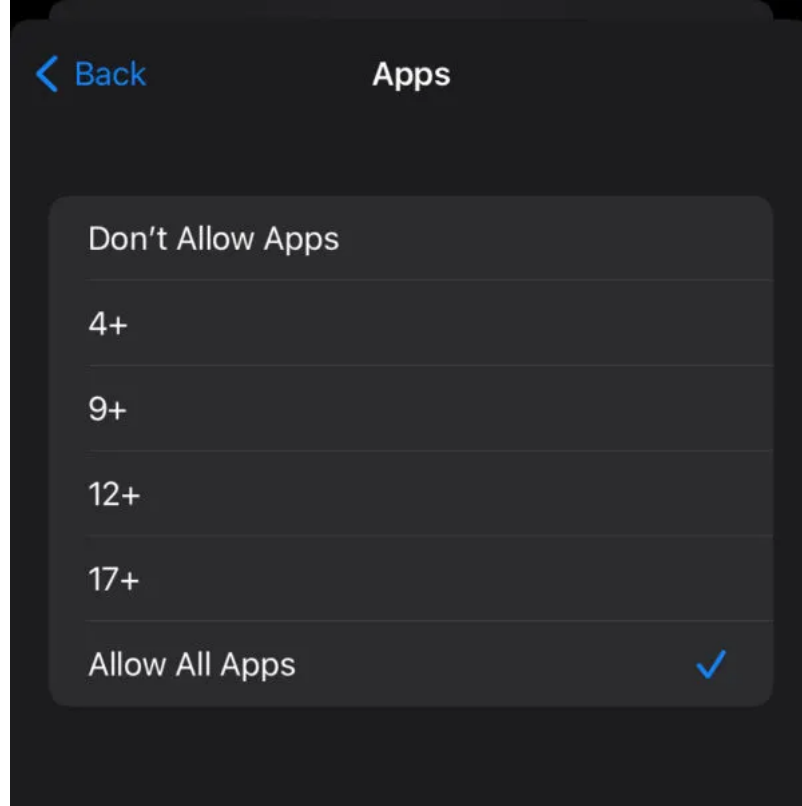 Back
Apps
Don’t Allow Apps
4+
9+
12+
17+
Allow All Apps